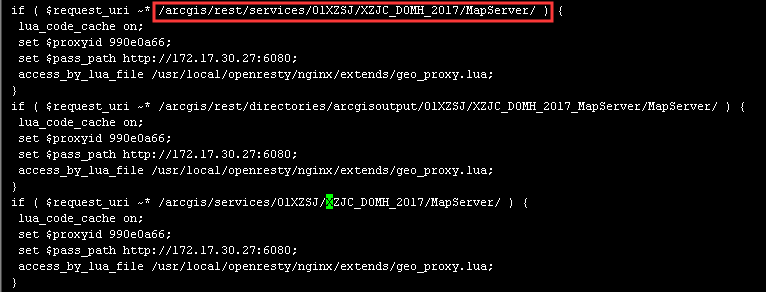 if ( $request_uri ~* /arcgis/rest/services/01XZSJ/XZJC_DOMH_2017/MapServer/ ) {
lua_code_cache on;
set $proxyid 990e0a66;
set $pass_path http://172.17.30.27:6080;
access_by_lua_file /usr/local/openresty/nginx/extends/geo_proxy.lua;
}
if ( $request_uri ~* /arcgis/rest/directories/arcgisoutput/01XZSJ/XZJC_DOMH_2017_MapServer/MapServer/ ) {
lua_code_cache on;
set $proxyid 990e0a66;
set $pass_path http://172.17.30.27:6080;
access_by_lua_file /usr/local/openresty/nginx/extends/geo_proxy.lua;
}
if ( $request_uri ~* /arcgis/services/01XZSJ/XZJC_DOMH_2017/MapServer/ ) {
lua_code_cache on;
set $proxyid 990e0a66;
set $pass_path http://172.17.30.27:6080;
access_by_lua_file /usr/local/openresty/nginx/extends/geo_proxy.lua;
}